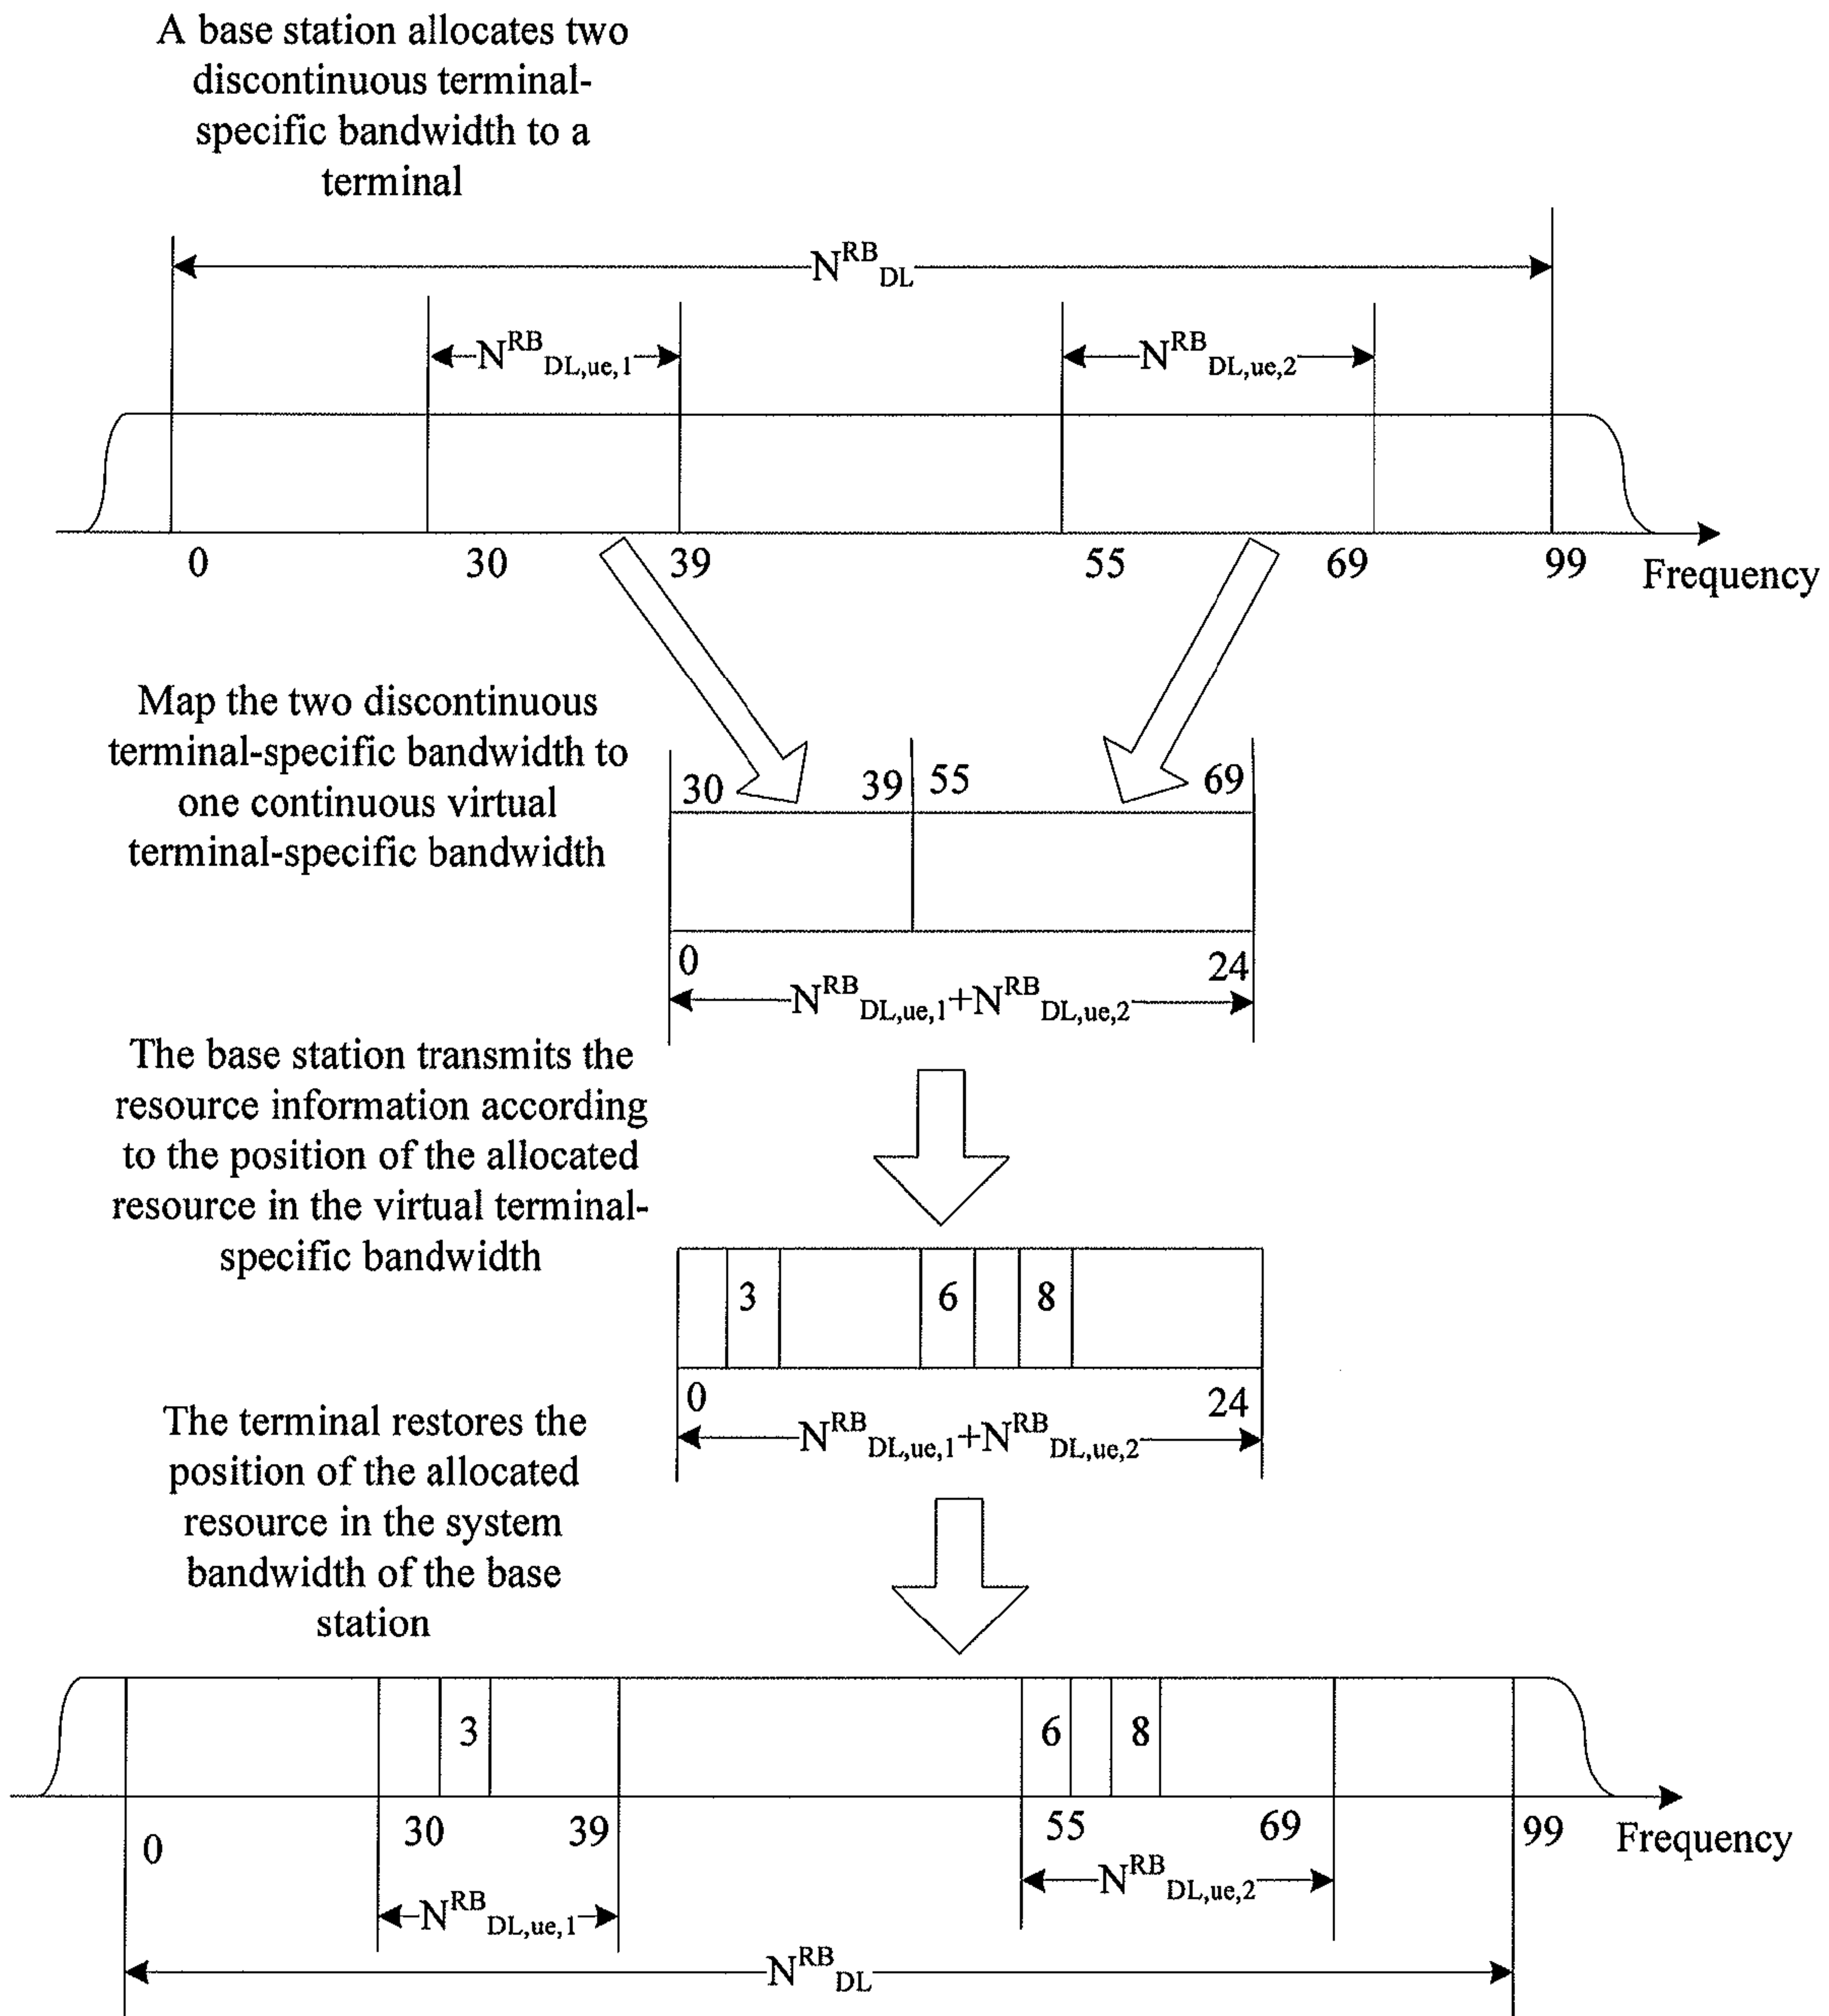 A base station allocates two
discontinuous terminal-
specific bandwidth to a
terminal
N^RB_DL
N^RB_DL,ue,1
N^RB_DL,ue,2
0 30 39 55 69 99 Frequency
Map the two discontinuous
terminal-specific bandwidth to
one continuous virtual
terminal-specific bandwidth
30 39 55 69
0 24
N^RB_DL,ue,1+N^RB_DL,ue,2
The base station transmits the
resource information according
to the position of the allocated
resource in the virtual terminal-
specific bandwidth
3 6 8
0 24
N^RB_DL,ue,1+N^RB_DL,ue,2
The terminal restores the
position of the allocated
resource in the system
bandwidth of the base
station
3 6 8
0 30 39 55 69 99 Frequency
N^RB_DL,ue,1
N^RB_DL,ue,2
N^RB_DL